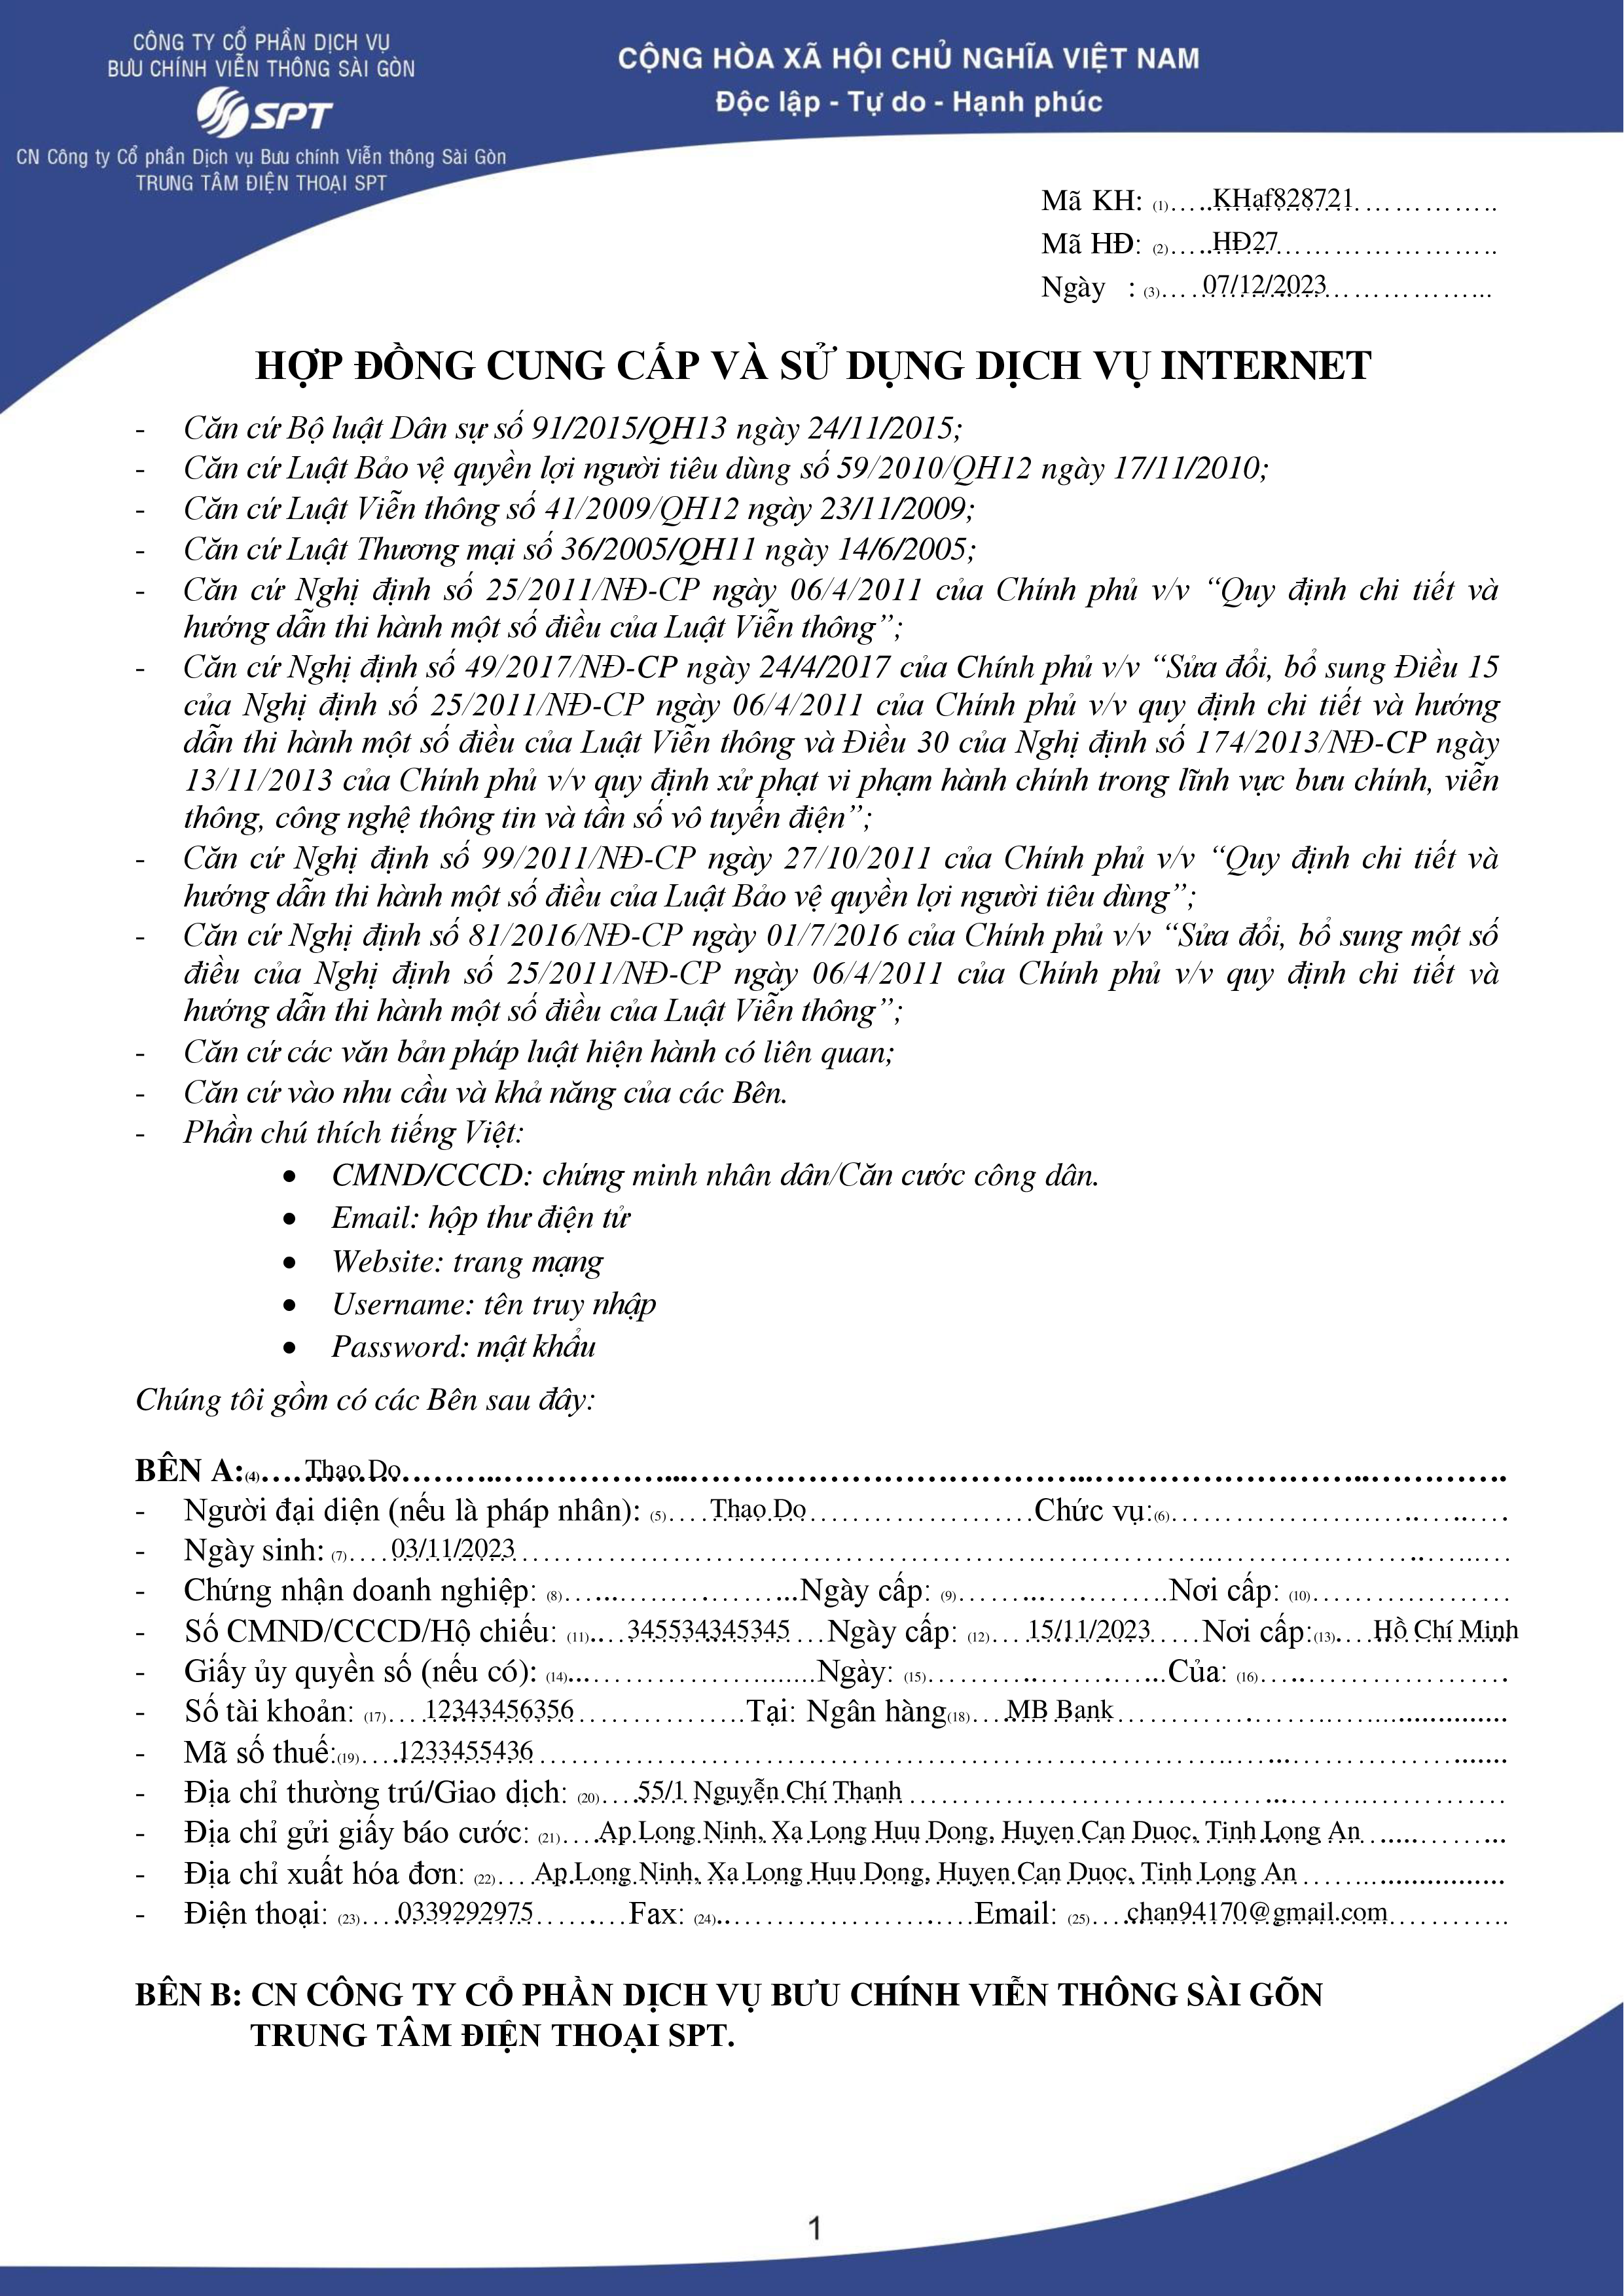 CÔNG TY CỔ PHẦN DỊCH VỤ
BƯU CHÍNH VIỄN THÔNG SÀI GÒN
SPT
CN Công ty Cổ phần Dịch vụ Bưu chính Viễn thông Sài Gòn
TRUNG TÂM ĐIỆN THOẠI SPT
CỘNG HÒA XÃ HỘI CHỦ NGHĨA VIỆT NAM
Độc lập - Tự do - Hạnh phúc
Mã KH: (1)…..KHaf828721…………………..
Mã HĐ: (2)…..HĐ27…………………..
Ngày : (3)……07/12/2023…………………...
HỢP ĐỒNG CUNG CẤP VÀ SỬ DỤNG DỊCH VỤ INTERNET
- Căn cứ Bộ luật Dân sự số 91/2015/QH13 ngày 24/11/2015;
- Căn cứ Luật Bảo vệ quyền lợi người tiêu dùng số 59/2010/QH12 ngày 17/11/2010;
- Căn cứ Luật Viễn thông số 41/2009/QH12 ngày 23/11/2009;
- Căn cứ Luật Thương mại số 36/2005/QH11 ngày 14/6/2005;
- Căn cứ Nghị định số 25/2011/NĐ-CP ngày 06/4/2011 của Chính phủ v/v “Quy định chi tiết và
hướng dẫn thi hành một số điều của Luật Viễn thông”;
- Căn cứ Nghị định số 49/2017/NĐ-CP ngày 24/4/2017 của Chính phủ v/v “Sửa đổi, bổ sung Điều 15
của Nghị định số 25/2011/NĐ-CP ngày 06/4/2011 của Chính phủ v/v quy định chi tiết và hướng
dẫn thi hành một số điều của Luật Viễn thông và Điều 30 của Nghị định số 174/2013/NĐ-CP ngày
13/11/2013 của Chính phủ v/v quy định xử phạt vi phạm hành chính trong lĩnh vực bưu chính, viễn
thông, công nghệ thông tin và tần số vô tuyến điện”;
- Căn cứ Nghị định số 99/2011/NĐ-CP ngày 27/10/2011 của Chính phủ v/v “Quy định chi tiết và
hướng dẫn thi hành một số điều của Luật Bảo vệ quyền lợi người tiêu dùng”;
- Căn cứ Nghị định số 81/2016/NĐ-CP ngày 01/7/2016 của Chính phủ v/v “Sửa đổi, bổ sung một số
điều của Nghị định số 25/2011/NĐ-CP ngày 06/4/2011 của Chính phủ v/v quy định chi tiết và
hướng dẫn thi hành một số điều của Luật Viễn thông”;
- Căn cứ các văn bản pháp luật hiện hành có liên quan;
- Căn cứ vào nhu cầu và khả năng của các Bên.
- Phần chú thích tiếng Việt:
• CMND/CCCD: chứng minh nhân dân/Căn cước công dân.
• Email: hộp thư điện tử
• Website: trang mạng
• Username: tên truy nhập
• Password: mật khẩu
Chúng tôi gồm có các Bên sau đây:
BÊN A:(4)……Thao Do……………………………………
- Người đại diện (nếu là pháp nhân): (5)……Thao Do…………………Chức vụ:(6)…………………
- Ngày sinh: (7)……03/11/2023……………………………………
- Chứng nhận doanh nghiệp: (8)……………...Ngày cấp: (9)……………..Nơi cấp: (10)…………………
- Số CMND/CCCD/Hộ chiếu: (11)..…345534345345…Ngày cấp: (12)……15/11/2023……Nơi cấp:(13)….Hồ Chí Minh
- Giấy ủy quyền số (nếu có): (14)...…………………Ngày: (15)………………...Của: (16)…………………
- Số tài khoản: (17)……12343456356……………..Tại: Ngân hàng(18)……MB Bank…………………
- Mã số thuế:(19)……1233455436……………………………………
- Địa chỉ thường trú/Giao dịch: (20)……55/1 Nguyễn Chí Thanh…………………
- Địa chỉ gửi giấy báo cước: (21)……Ap Long Ninh, Xa Long Huu Dong, Huyen Can Duoc, Tinh Long An…………
- Địa chỉ xuất hóa đơn: (22)……Ap Long Ninh, Xa Long Huu Dong, Huyen Can Duoc, Tinh Long An…………
- Điện thoại: (23)……0339292975…………Fax: (24)..…………………Email: (25)……chan94170@gmail.com…………
BÊN B: CN CÔNG TY CỔ PHẦN DỊCH VỤ BƯU CHÍNH VIỄN THÔNG SÀI GÕN
TRUNG TÂM ĐIỆN THOẠI SPT.
1